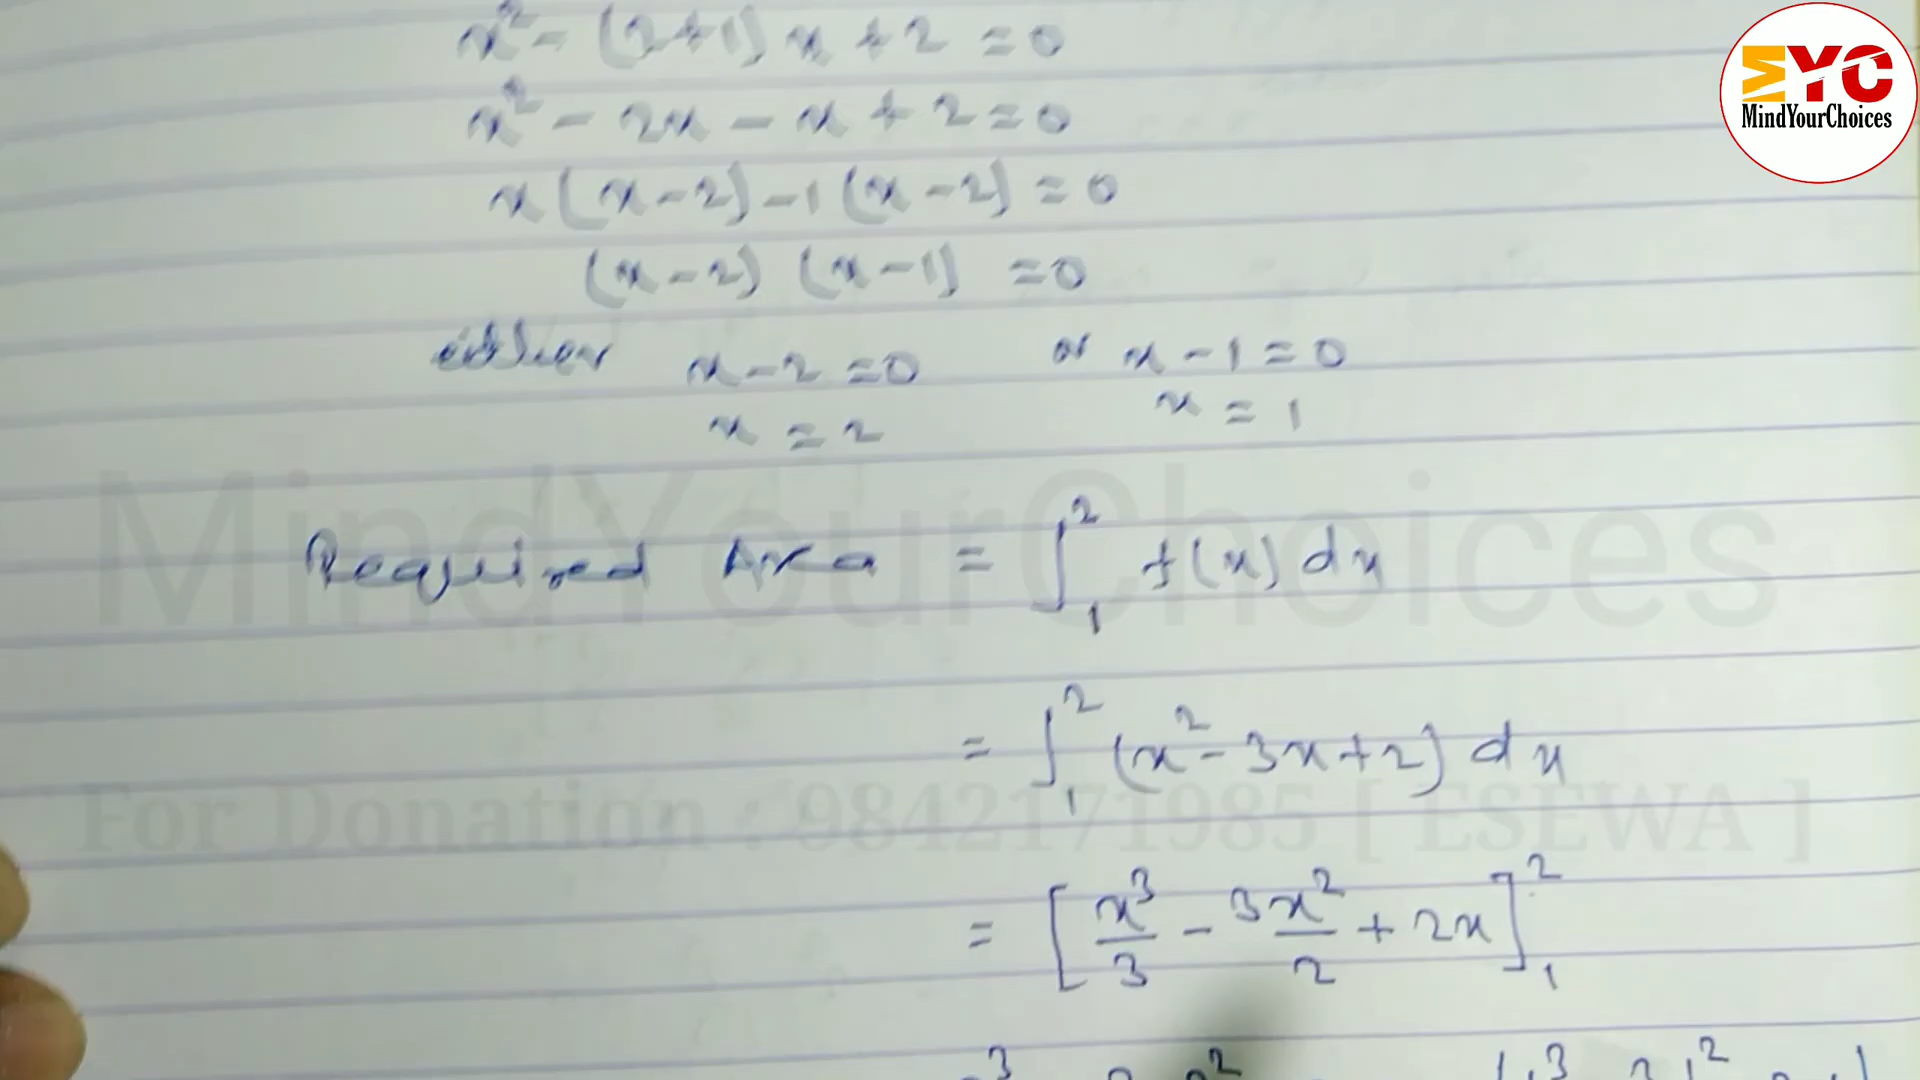 x² - (2+1)x + 2 = 0
x² - 2x - x + 2 = 0
x(x-2) -1(x-2) = 0
(x-2) (x-1) = 0
either x-2 = 0 or x-1 = 0
x = 2 x = 1
Required Area = ∫₁² f(x) dx
= ∫₁² (x² - 3x + 2) dx
= [x³/3 - 3x²/2 + 2x]₁²
MYC
MindYourChoices
MindYourChoices
For Donation : 9842171985 [ ESEWA ]